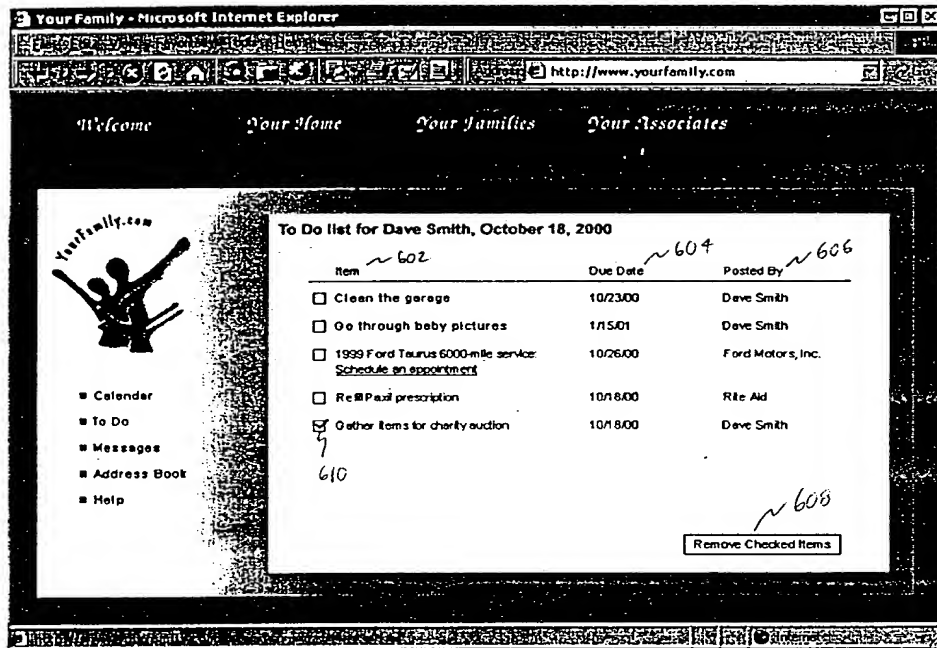 Your Family - Microsoft Internet Explorer
http://www.yourfamily.com
Welcome Your Home Your Families Your Associates
YourFamily.com
To Do list for Dave Smith, October 18, 2000
Item 602 Due Date 604 Posted By 606
Clean the garage 10/23/00 Dave Smith
Go through baby pictures 1/15/01 Dave Smith
1999 Ford Taurus 6000-mile service: 10/26/00 Ford Motors, Inc.
Schedule an appointment
Refill Paxil prescription 10/18/00 Rite Aid
Gather items for charity auction 10/18/00 Dave Smith
610
608
Remove Checked Items
Calendar
To Do
Messages
Address Book
Help